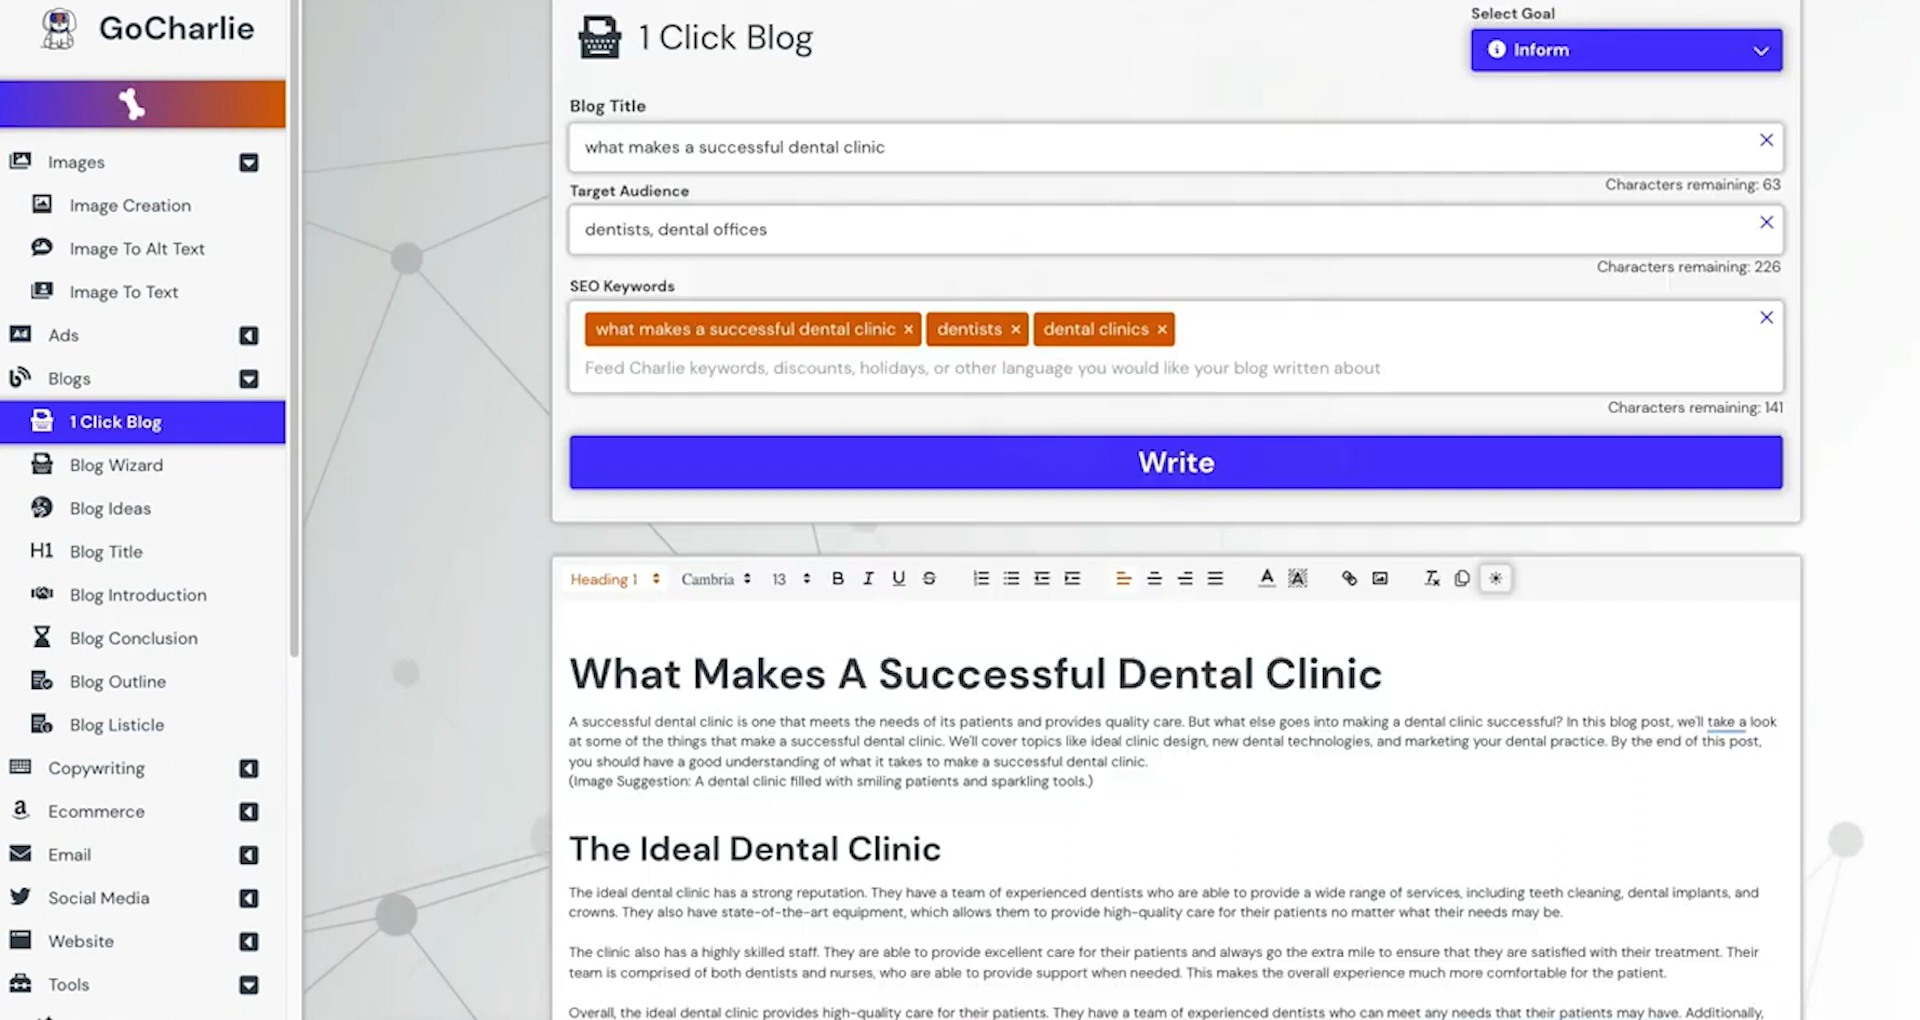 GoCharlie
Images
Image Creation
Image To Alt Text
Image To Text
Ad
Ads
Blogs
1 Click Blog
Blog Wizard
Blog Ideas
H1 Blog Title
Blog Introduction
Blog Conclusion
Blog Outline
Blog Listicle
Copywriting
Ecommerce
Email
Social Media
Website
Tools
1 Click Blog
Select Goal
Inform
Blog Title
what makes a successful dental clinic
Characters remaining: 63
Target Audience
dentists, dental offices
Characters remaining: 226
SEO Keywords
what makes a successful dental clinic × dentists × dental clinics ×
Feed Charlie keywords, discounts, holidays, or other language you would like your blog written about
Characters remaining: 141
Write
Heading 1 Cambria 13 B I U S A A
What Makes A Successful Dental Clinic
A successful dental clinic is one that meets the needs of its patients and provides quality care. But what else goes into making a dental clinic successful? In this blog post, we'll take a look
at some of the things that make a successful dental clinic. We'll cover topics like ideal clinic design, new dental technologies, and marketing your dental practice. By the end of this post,
you should have a good understanding of what it takes to make a successful dental clinic.
(Image Suggestion: A dental clinic filled with smiling patients and sparkling tools.)
The Ideal Dental Clinic
The ideal dental clinic has a strong reputation. They have a team of experienced dentists who are able to provide a wide range of services, including teeth cleaning, dental implants, and
crowns. They also have state-of-the-art equipment, which allows them to provide high-quality care for their patients no matter what their needs may be.
The clinic also has a highly skilled staff. They are able to provide excellent care for their patients and always go the extra mile to ensure that they are satisfied with their treatment. Their
team is comprised of both dentists and nurses, who are able to provide support when needed. This makes the overall experience much more comfortable for the patient.
Overall, the ideal dental clinic provides high-quality care for their patients. They have a team of experienced dentists who can meet any needs that their patients may have. Additionally,